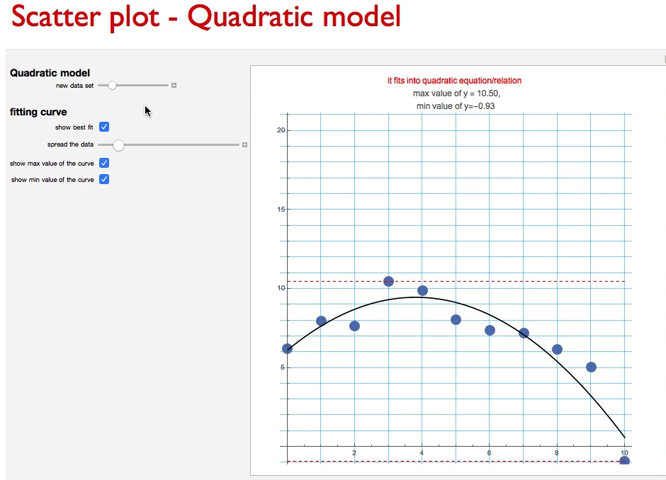 Scatter plot - Quadratic model
Quadratic model
new data set
fitting curve
show best fit
spread the data
show max value of the curve
show min value of the curve
it fits into quadratic equation/relation
max value of y = 10.50,
min value of y=−0.93
20
15
10
5
2
4
6
8
10